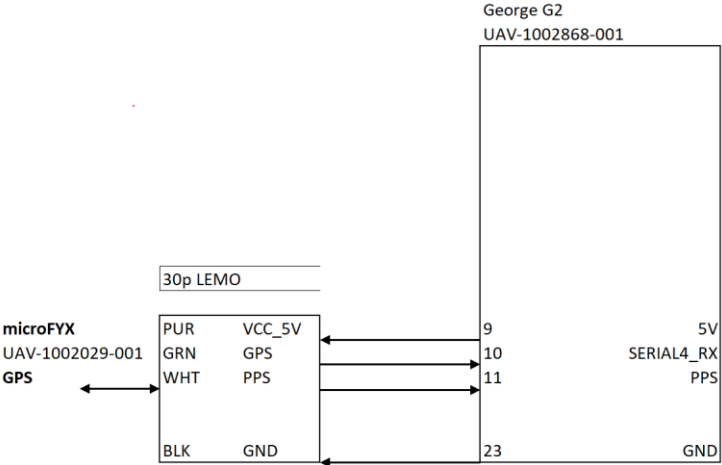 George G2
UAV-1002868-001
30p LEMO
microFYX PUR VCC_5V 9 5V
UAV-1002029-001 GRN GPS 10 SERIAL4_RX
GPS WHT PPS 11 PPS
BLK GND 23 GND